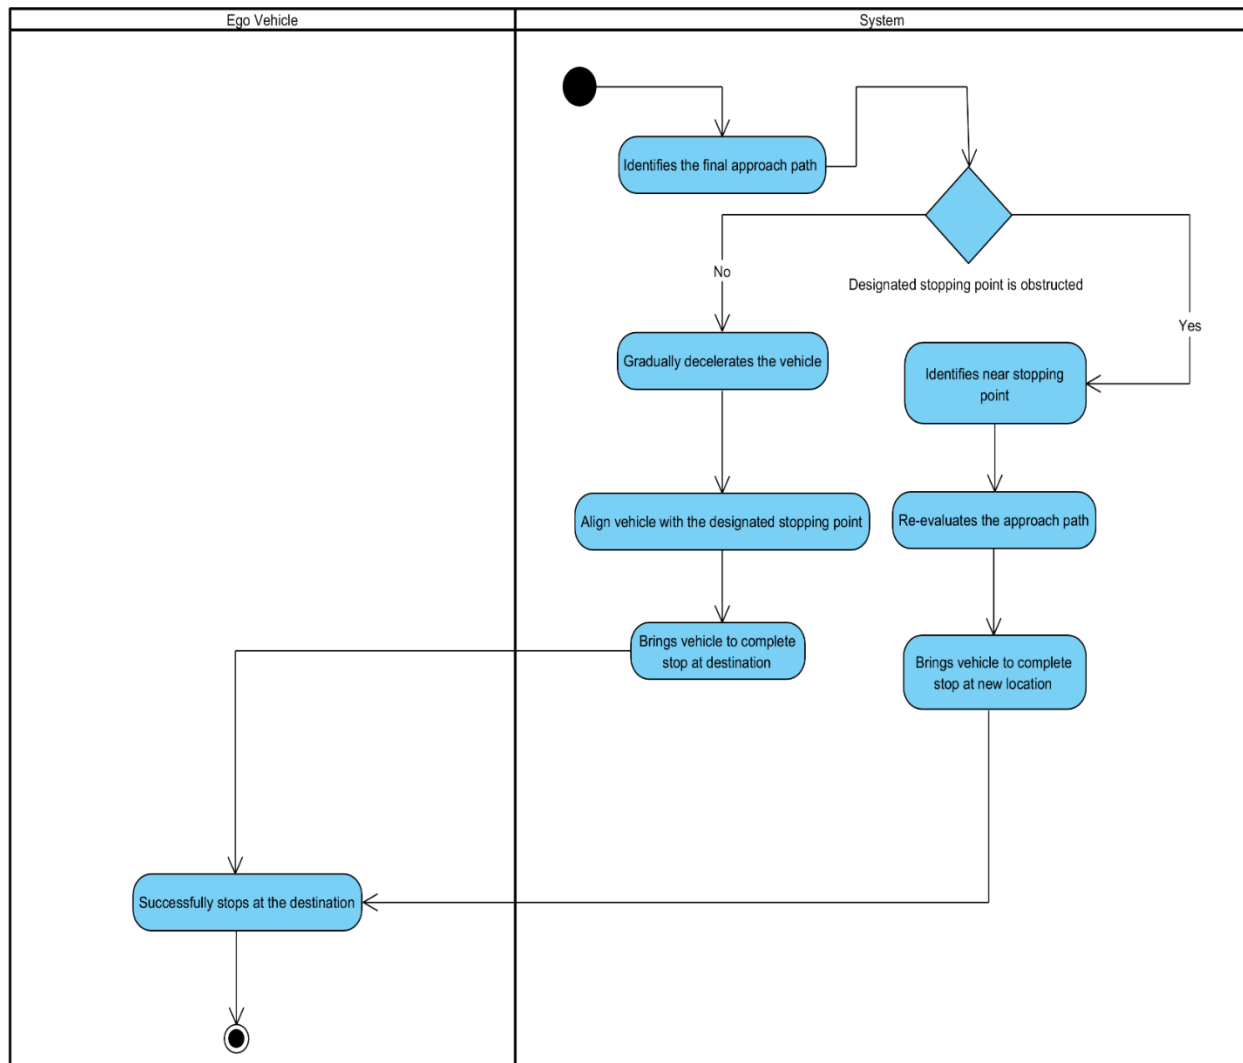 Ego Vehicle
System
Identifies the final approach path
No
Designated stopping point is obstructed
Yes
Gradually decelerates the vehicle
Identifies near stopping
point
Align vehicle with the designated stopping point
Re-evaluates the approach path
Brings vehicle to complete
stop at destination
Brings vehicle to complete
stop at new location
Successfully stops at the destination